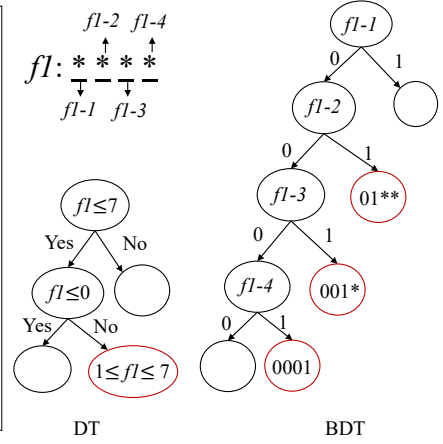 f1-2 f1-4
f1: * * * *
f1-1 f1-3
f1≤7
Yes No
f1≤0
Yes No
1≤f1≤7
DT
f1-1
0 1
f1-2
0 1
f1-3
01**
0 1
f1-4
001*
0 1
0001
BDT